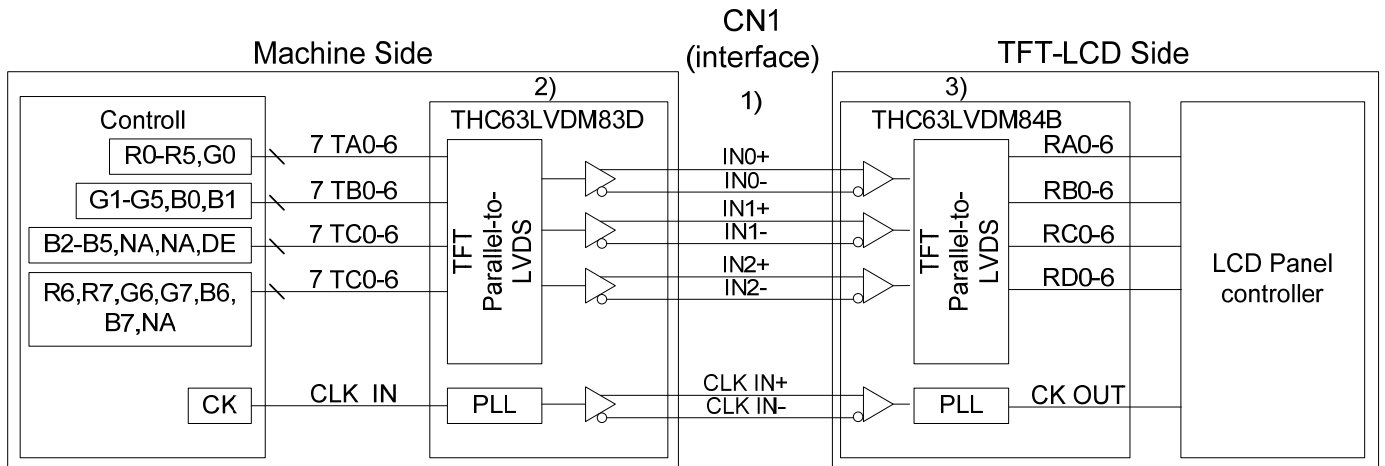 CN1
(interface)
Machine Side
TFT-LCD Side
1)
2)
3)
Controll
THC63LVDM83D
THC63LVDM84B
R0-R5,G0
7 TA0-6
IN0+
IN0-
RA0-6
G1-G5,B0,B1
7 TB0-6
IN1+
IN1-
RB0-6
B2-B5,NA,NA,DE
7 TC0-6
IN2+
IN2-
RC0-6
R6,R7,G6,G7,B6,
B7,NA
7 TC0-6
RD0-6
TFT
Parallel-to-
LVDS
TFT
Parallel-to-
LVDS
LCD Panel
controller
CK
CLK IN
PLL
CLK IN+
CLK IN-
PLL
CK OUT